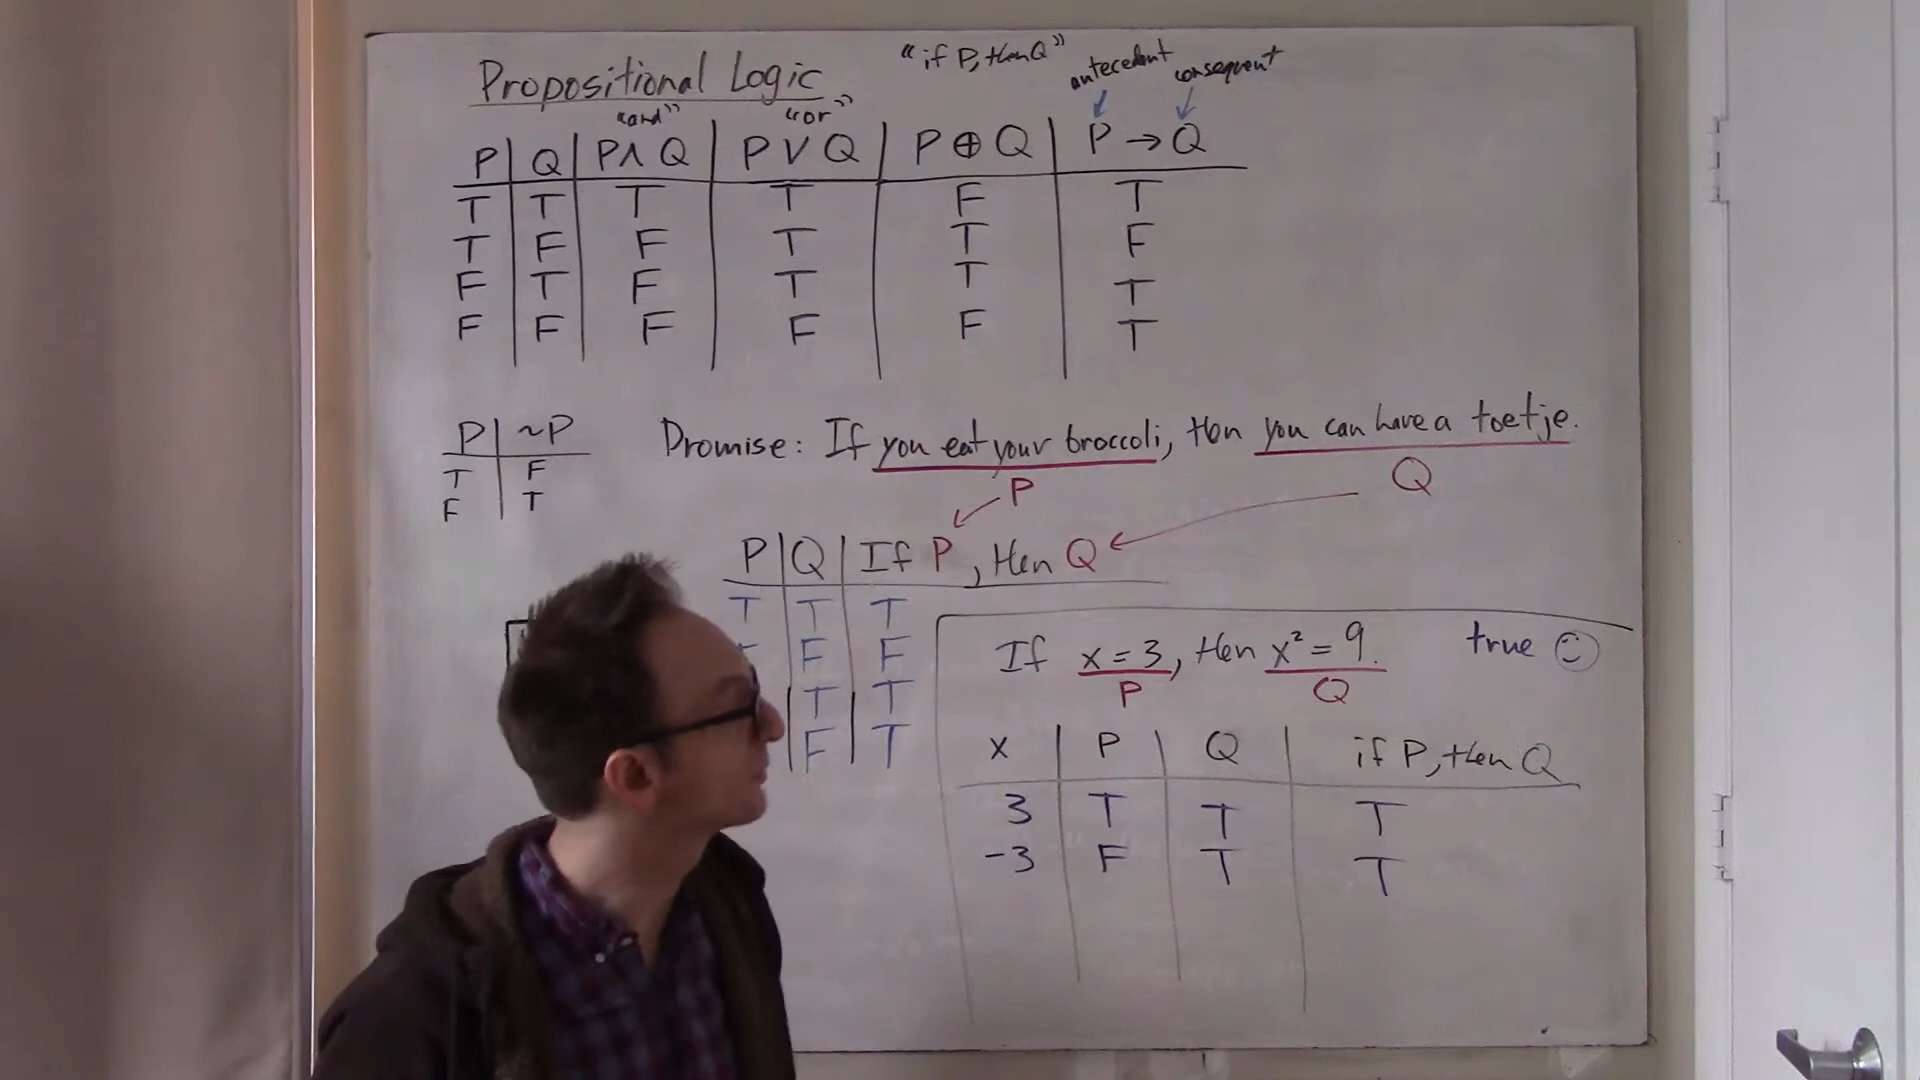 Propositional Logic
"and"
"or"
"if P, then Q"
antecedent
consequent
P Q P∧Q P∨Q P⊕Q P→Q
T T T T F T
T F F T T F
F T F T T T
F F F F F T
P ~P
T F
F T
Promise: If you eat your broccoli, then you can have a toetje.
P Q
P Q If P, then Q
T T T
F F
T T
F T
If x=3, then x²=9. true
P Q
x P Q if P, then Q
3 T T T
-3 F T T